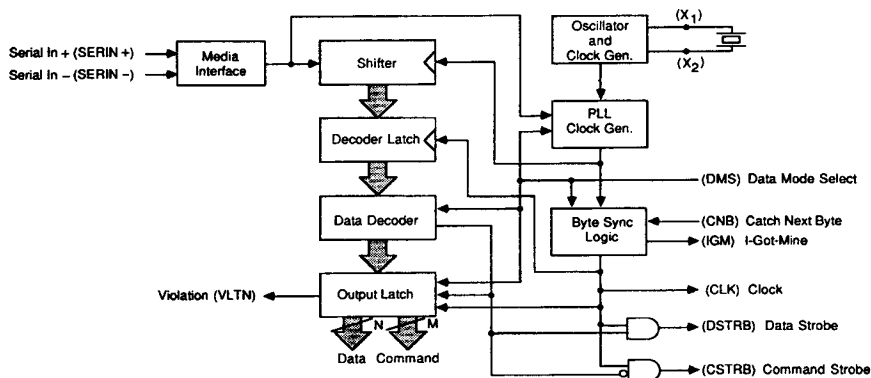 Serial In + (SERIN +)
Serial In – (SERIN –)
Media
Interface
Shifter
Decoder Latch
Data Decoder
Output Latch
Violation (VLTN)
N
M
Data
Command
Oscillator
and
Clock Gen.
(X1)
(X2)
PLL
Clock Gen.
Byte Sync
Logic
(DMS) Data Mode Select
(CNB) Catch Next Byte
(IGM) I-Got-Mine
(CLK) Clock
(DSTRB) Data Strobe
(CSTRB) Command Strobe